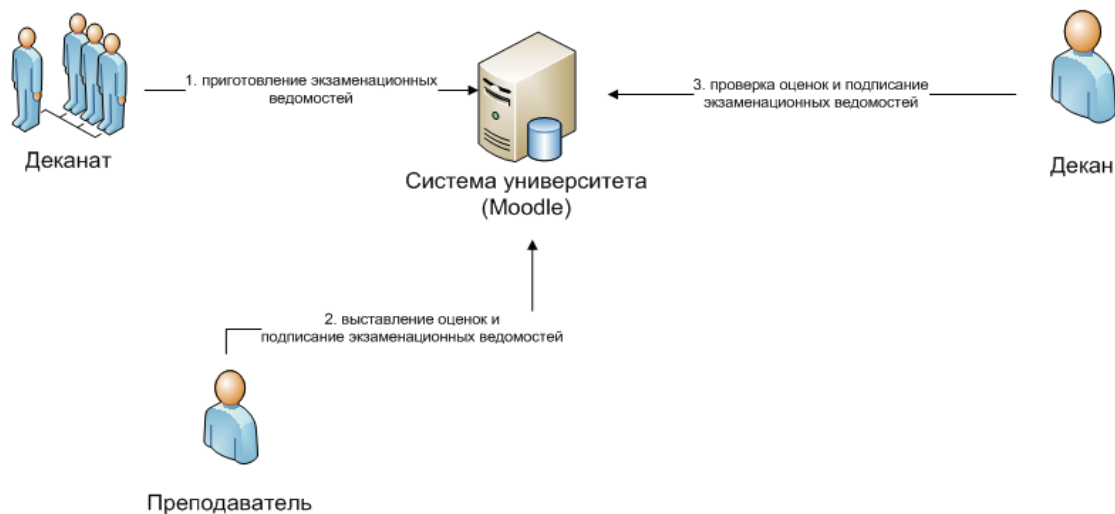 1. приготовление экзаменационных
ведомостей
3. проверка оценок и подписание
экзаменационных ведомостей
Деканат
Декан
Система университета
(Moodle)
2. выставление оценок и
подписание экзаменационных ведомостей
Преподаватель